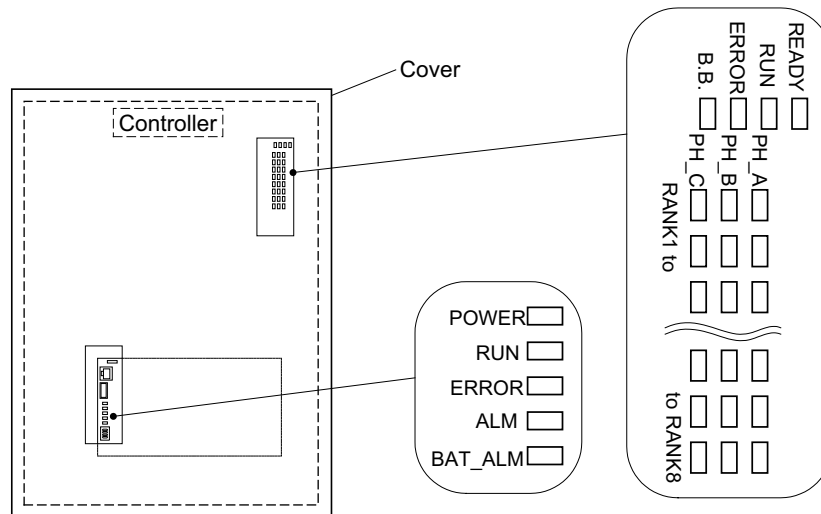 Cover
Controller
READY
RUN
ERROR
B.B.
PH_A
PH_B
PH_C
RANK1 to
to RANK8
POWER
RUN
ERROR
ALM
BAT_ALM